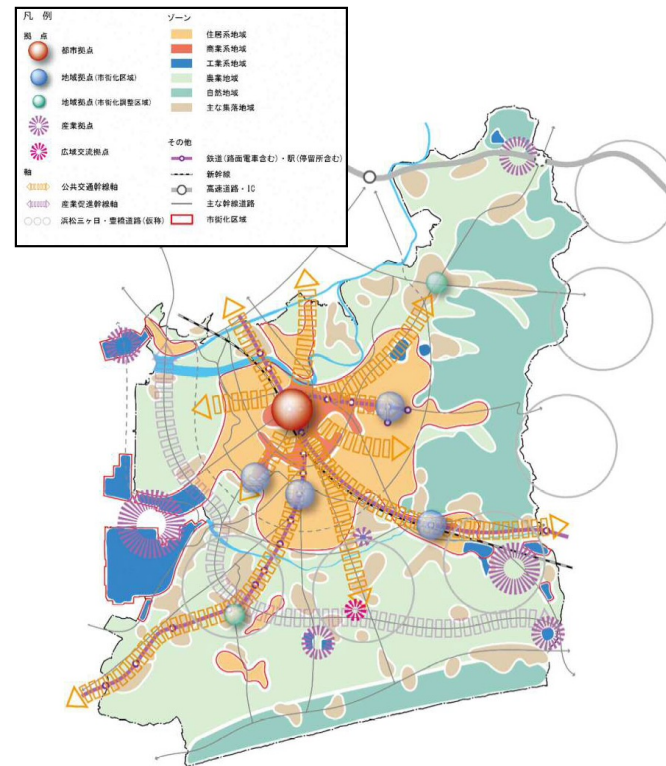 凡 例
拠 点
都市拠点
地域拠点(市街化区域)
地域拠点(市街化調整区域)
産業拠点
広域交流拠点
軸
公共交通幹線軸
産業促進幹線軸
浜松三ヶ日・豊橋道路(仮称)
ゾーン
住居系地域
商業系地域
工業系地域
農業地域
自然地域
主な集落地域
その他
鉄道(路面電車含む)・駅(停留所含む)
新幹線
高速道路・IC
主な幹線道路
市街化区域